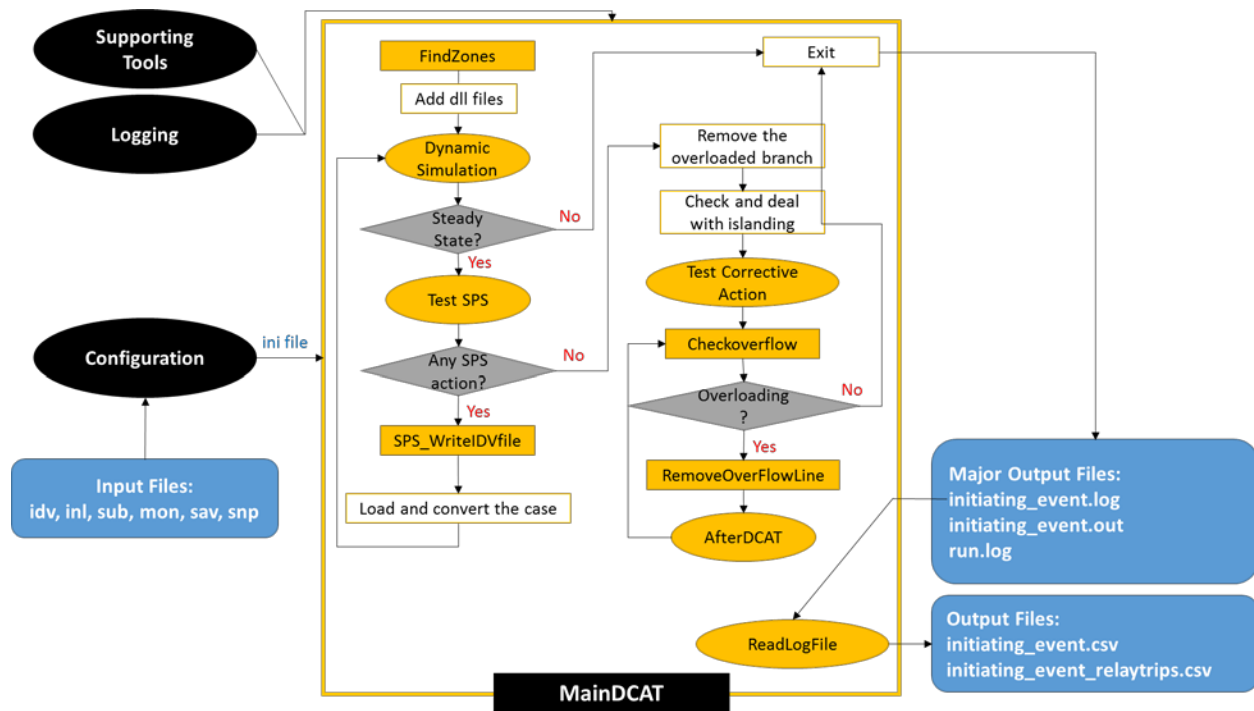 Supporting
Tools
Logging
Configuration
ini file
Input Files:
idv, inl, sub, mon, sav, snp
FindZones
Add dll files
Dynamic
Simulation
Steady
State?
No
Yes
Test SPS
Any SPS
action?
No
Yes
SPS_WriteIDVfile
Load and convert the case
Exit
Remove the
overloaded branch
Check and deal
with islanding
Test Corrective
Action
Checkoverflow
Overloading
?
No
Yes
RemoveOverFlowLine
AfterDCAT
ReadLogFile
MainDCAT
Major Output Files:
initiating_event.log
initiating_event.out
run.log
Output Files:
initiating_event.csv
initiating_event_relaytrips.csv